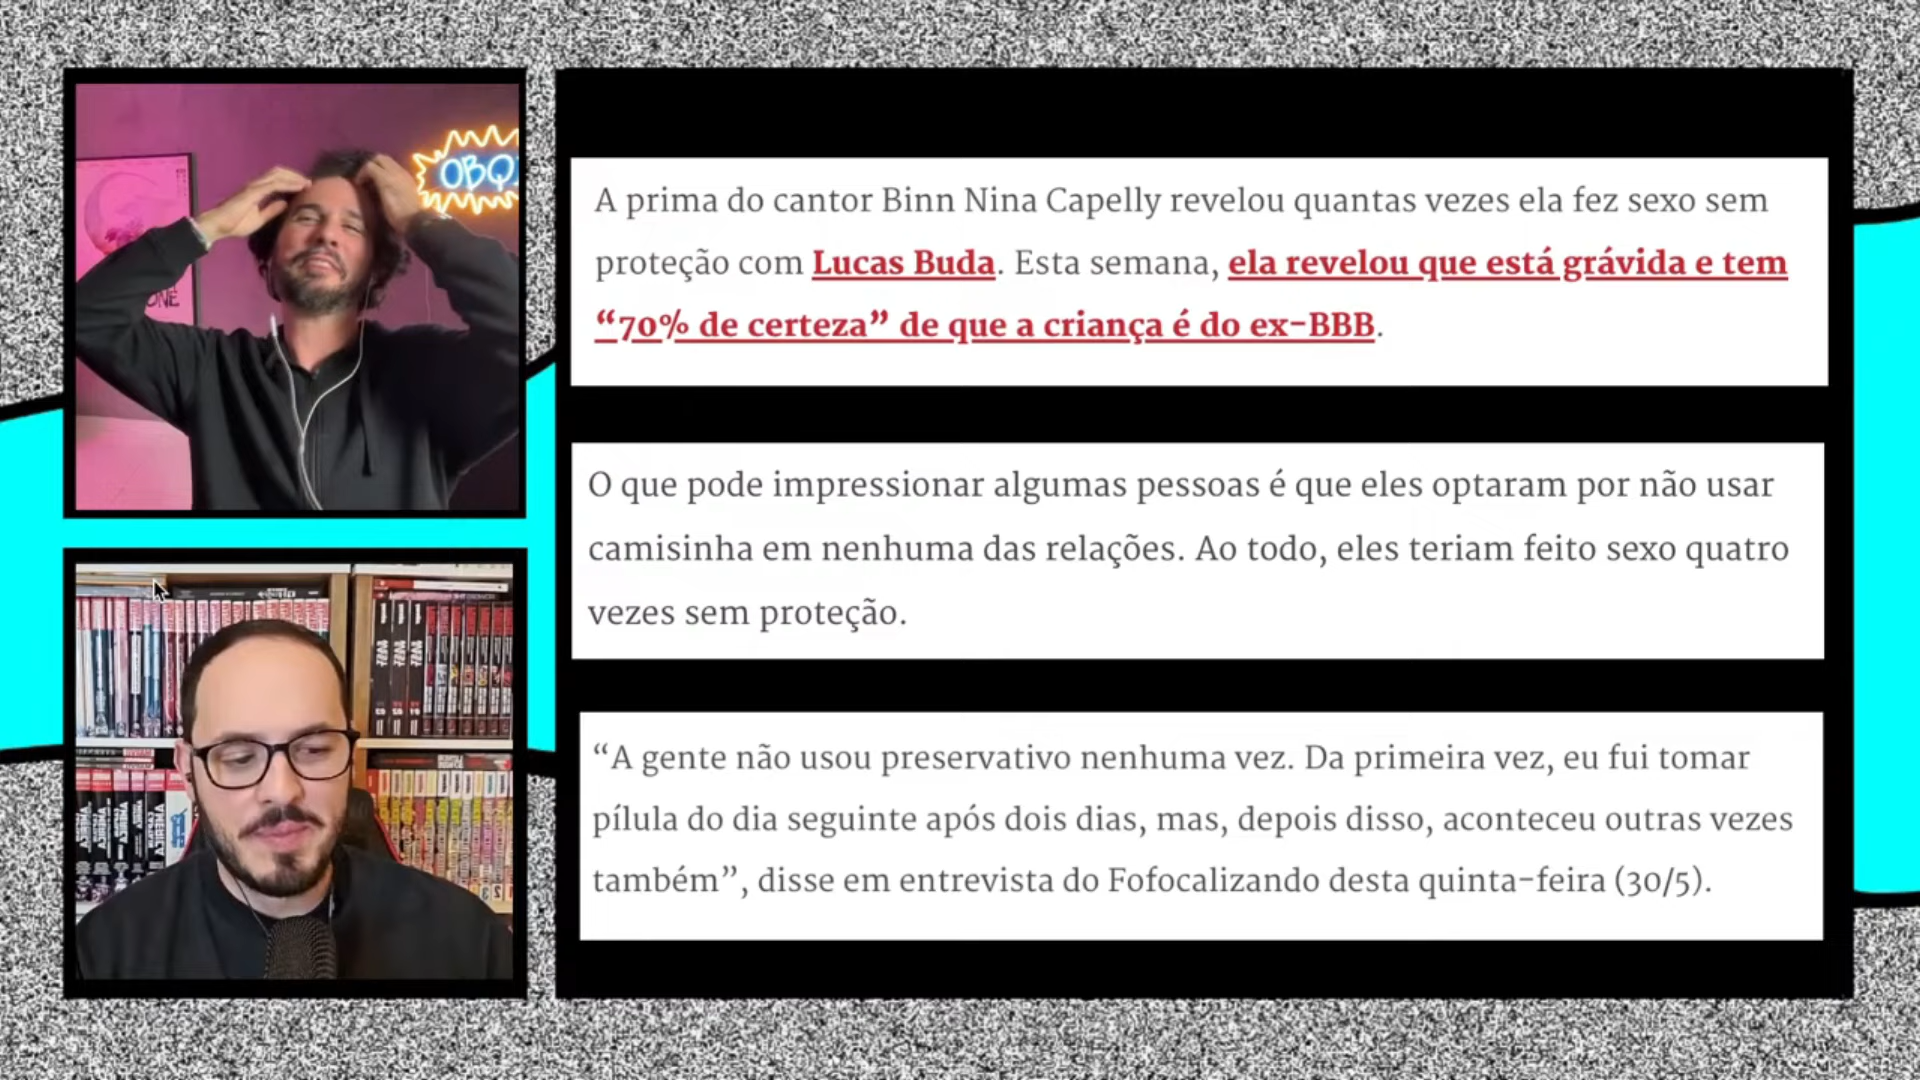 OBQ
ONE
A prima do cantor Binn Nina Capelly revelou quantas vezes ela fez sexo sem
proteção com Lucas Buda. Esta semana, ela revelou que está grávida e tem
“70% de certeza” de que a criança é do ex-BBB.
O que pode impressionar algumas pessoas é que eles optaram por não usar
camisinha em nenhuma das relações. Ao todo, eles teriam feito sexo quatro
vezes sem proteção.
“A gente não usou preservativo nenhuma vez. Da primeira vez, eu fui tomar
pílula do dia seguinte após dois dias, mas, depois disso, aconteceu outras vezes
também”, disse em entrevista do Fofocalizando desta quinta-feira (30/5).